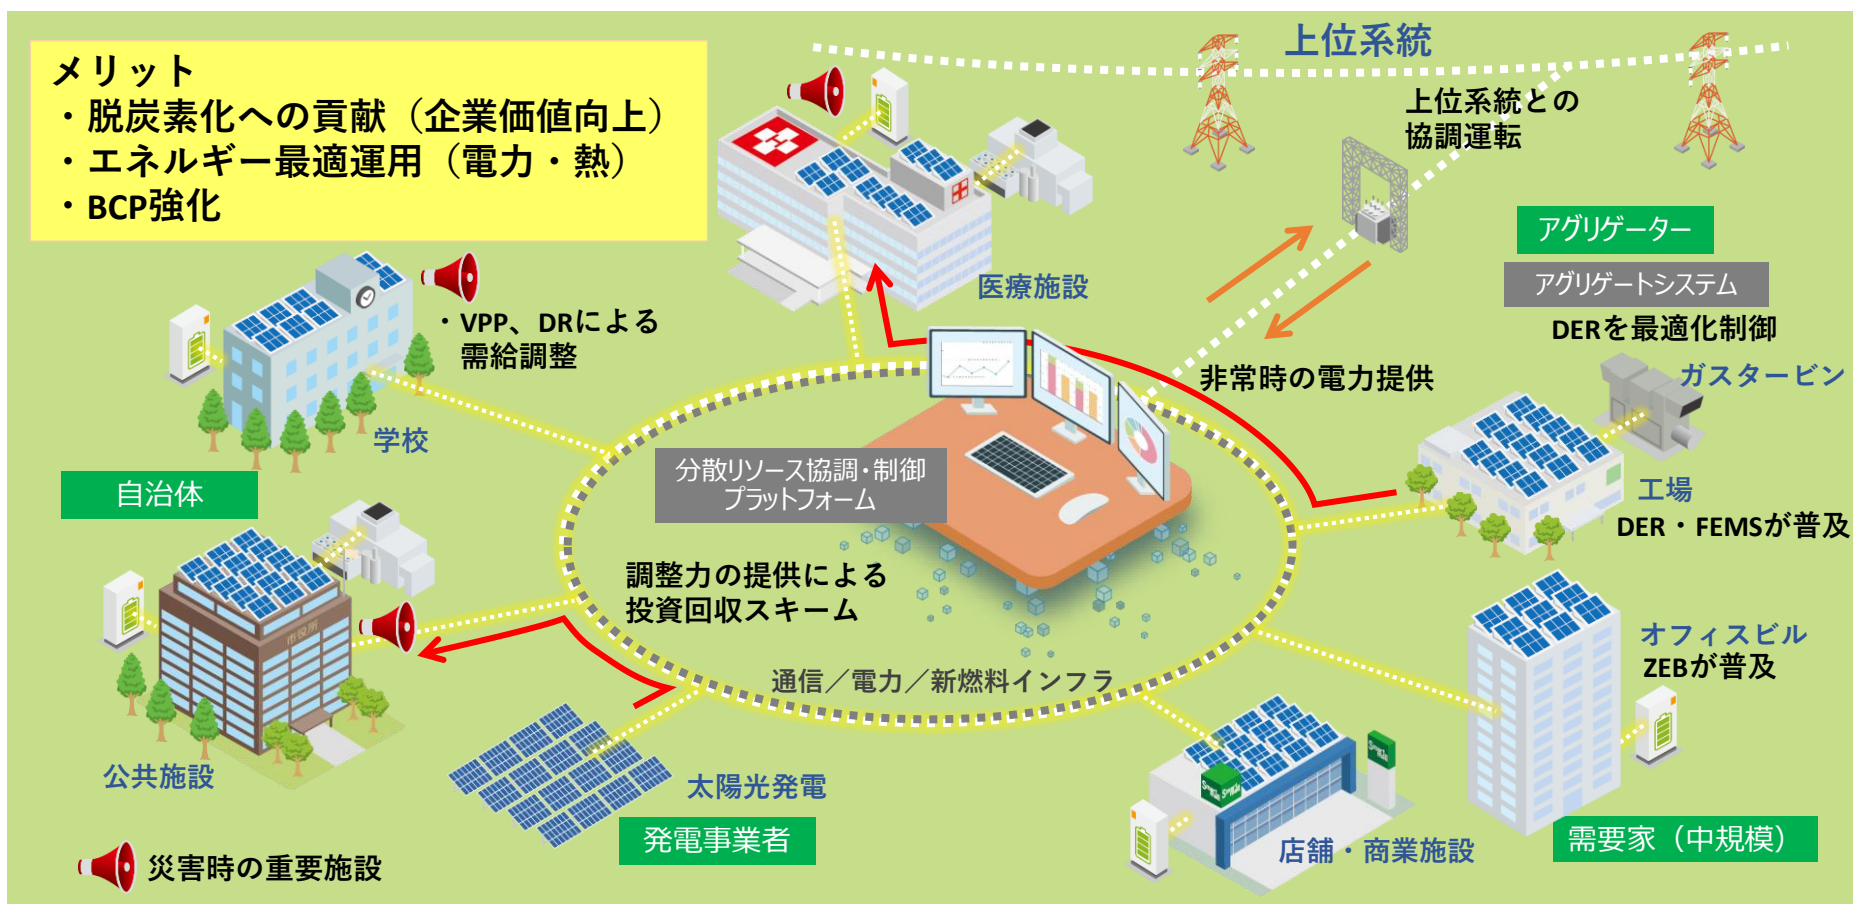 メリット
・脱炭素化への貢献（企業価値向上）
・エネルギー最適運用（電力・熱）
・BCP強化
上位系統
上位系統との
協調運転
アグリゲーター
アグリゲートシステム
DERを最適化制御
ガスタービン
医療施設
・VPP、DRによる
需給調整
学校
非常時の電力提供
自治体
分散リソース協調・制御
プラットフォーム
工場
DER・FEMSが普及
市役所
調整力の提供による
投資回収スキーム
オフィスビル
ZEBが普及
通信／電力／新燃料インフラ
公共施設
太陽光発電
発電事業者
店舗・商業施設
需要家（中規模）
災害時の重要施設